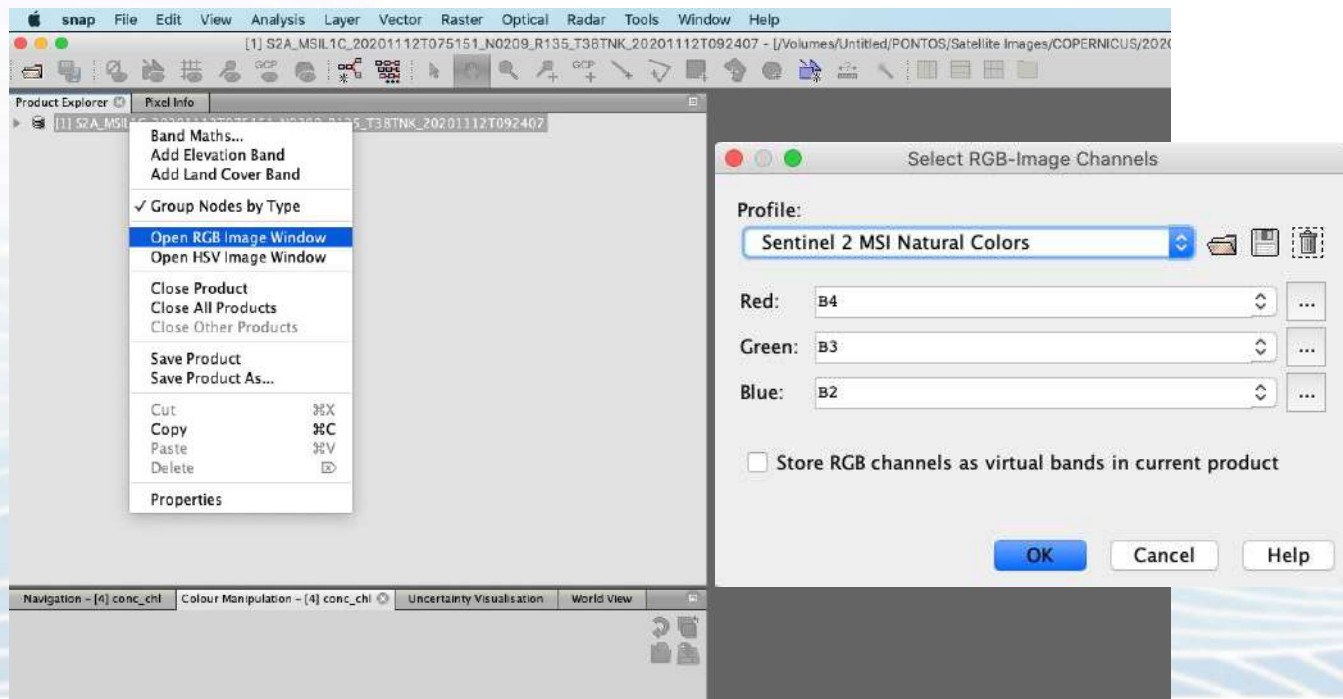 snap File Edit View Analysis Layer Vector Raster Optical Radar Tools Window Help
[1] S2A_MSIL1C_20201112T075151_N0209_R135_T38TNK_20201112T092407 - [/Volumes/Untitled/PONTOS/Satellite Images/COPERNICUS/202
GCP GCP
Product Explorer Pixel Info
[1] S2A_MSIL1C_20201112T075151_N0209_R135_T38TNK_20201112T092407
Band Maths...
Add Elevation Band
Add Land Cover Band
✓ Group Nodes by Type
Open RGB Image Window
Open HSV Image Window
Close Product
Close All Products
Close Other Products
Save Product
Save Product As...
Cut ⌘X
Copy ⌘C
Paste ⌘V
Delete ⌦
Properties
Navigation - [4] conc_chl Colour Manipulation - [4] conc_chl Uncertainty Visualisation World View
Select RGB-Image Channels
Profile:
Sentinel 2 MSI Natural Colors
Red: B4 ...
Green: B3 ...
Blue: B2 ...
Store RGB channels as virtual bands in current product
OK Cancel Help